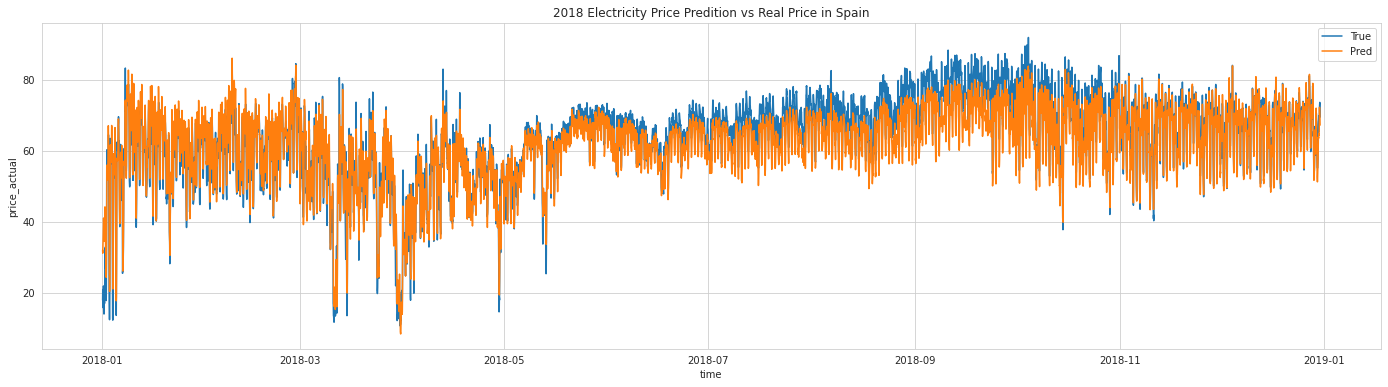 2018 Electricity Price Predition vs Real Price in Spain
True
Pred
price_actual
80
60
40
20
2018-01
2018-03
2018-05
2018-07
2018-09
2018-11
2019-01
time